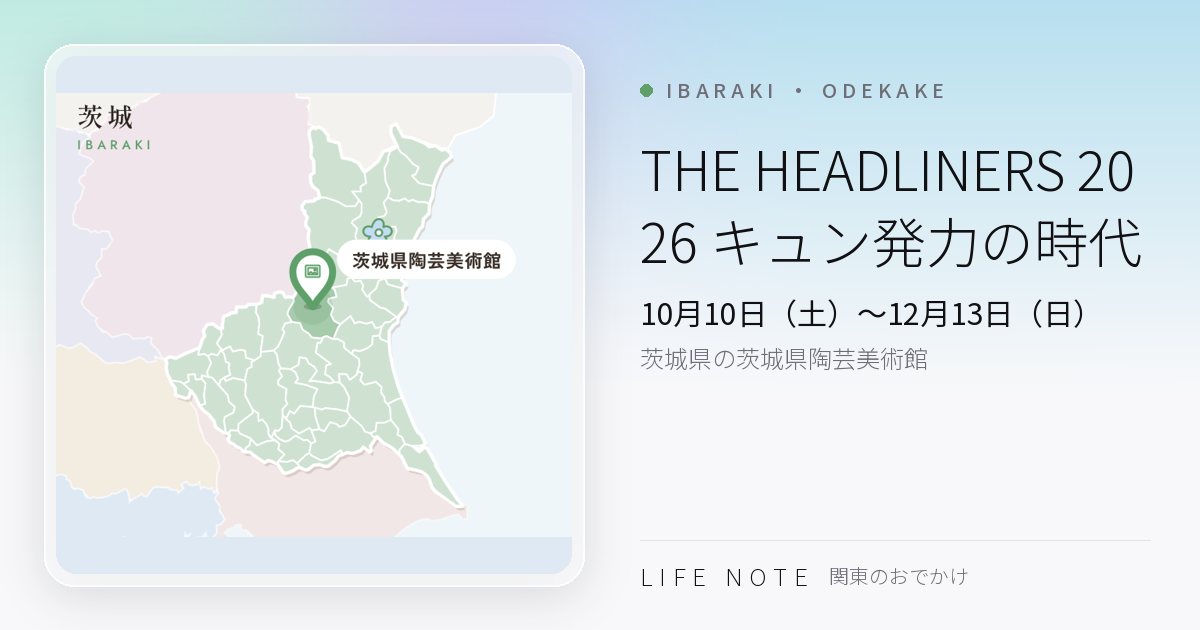 茨城
IBARAKI
茨城県陶芸美術館
IBARAKI • ODEKAKE
THE HEADLINERS 20
26 キュン発力の時代
10月10日（土）〜12月13日（日）
茨城県の茨城県陶芸美術館
LIFE NOTE 関東のおでかけ